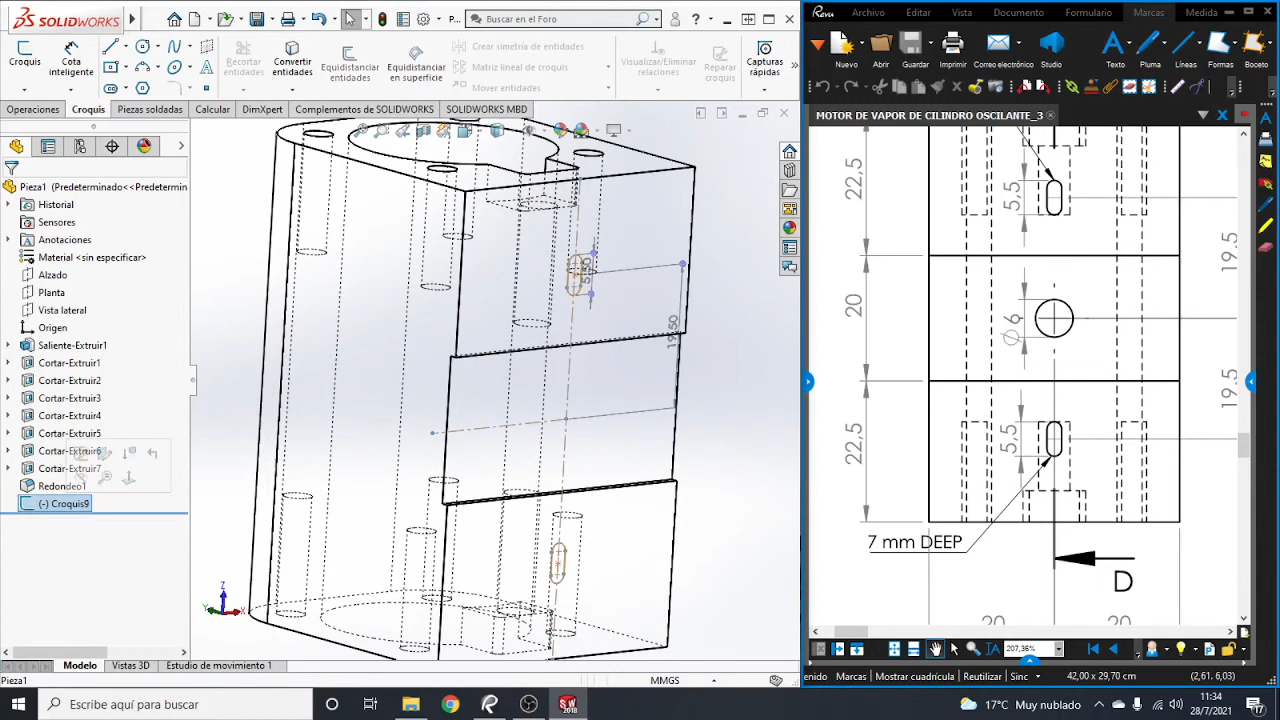 SOLIDWORKS
P...
Buscar en el Foro
?
Croquis
Cota inteligente
Recortar entidades
Convertir entidades
Equidistanciar entidades
Equidistanciar en superficie
Crear simetría de entidades
Matriz lineal de croquis
Mover entidades
Visualizar/Eliminar relaciones
Reparar croquis
Capturas rápidas
Operaciones
Croquis
Piezas soldadas
Calcular
DimXpert
Complementos de SOLIDWORKS
SOLIDWORKS MBD
Pieza1 (Predeterminado<<Predetermin
Historial
Sensores
Anotaciones
Material <sin especificar>
Alzado
Planta
Vista lateral
Origen
Saliente-Extruir1
Cortar-Extruir1
Cortar-Extruir2
Cortar-Extruir3
Cortar-Extruir4
Cortar-Extruir5
Cortar-Extruir6
Cortar-Extruir7
Redondeo1
(-) Croquis9
19,50
Z
Y
X
Modelo
Vistas 3D
Estudio de movimiento 1
Pieza1
MMGS
Revu
Archivo
Editar
Vista
Documento
Formulario
Marcas
Medida
Nuevo
Abrir
Guardar
Imprimir
Correo electrónico
Studio
Texto
Pluma
Líneas
Formas
Boceto
MOTOR DE VAPOR DE CILINDRO OSCILANTE_3
22,5
5,5
19.5
20
Ø 6
19.5
22,5
5,5
7 mm DEEP
D
20
20
207,36%
enido
Marcas
Mostrar cuadrícula
Reutilizar
Sinc
42,00 x 29,70 cm
(2,61. 6,03)
Escribe aquí para buscar
SW
2018
17°C Muy nublado
11:34
28/7/2021
17